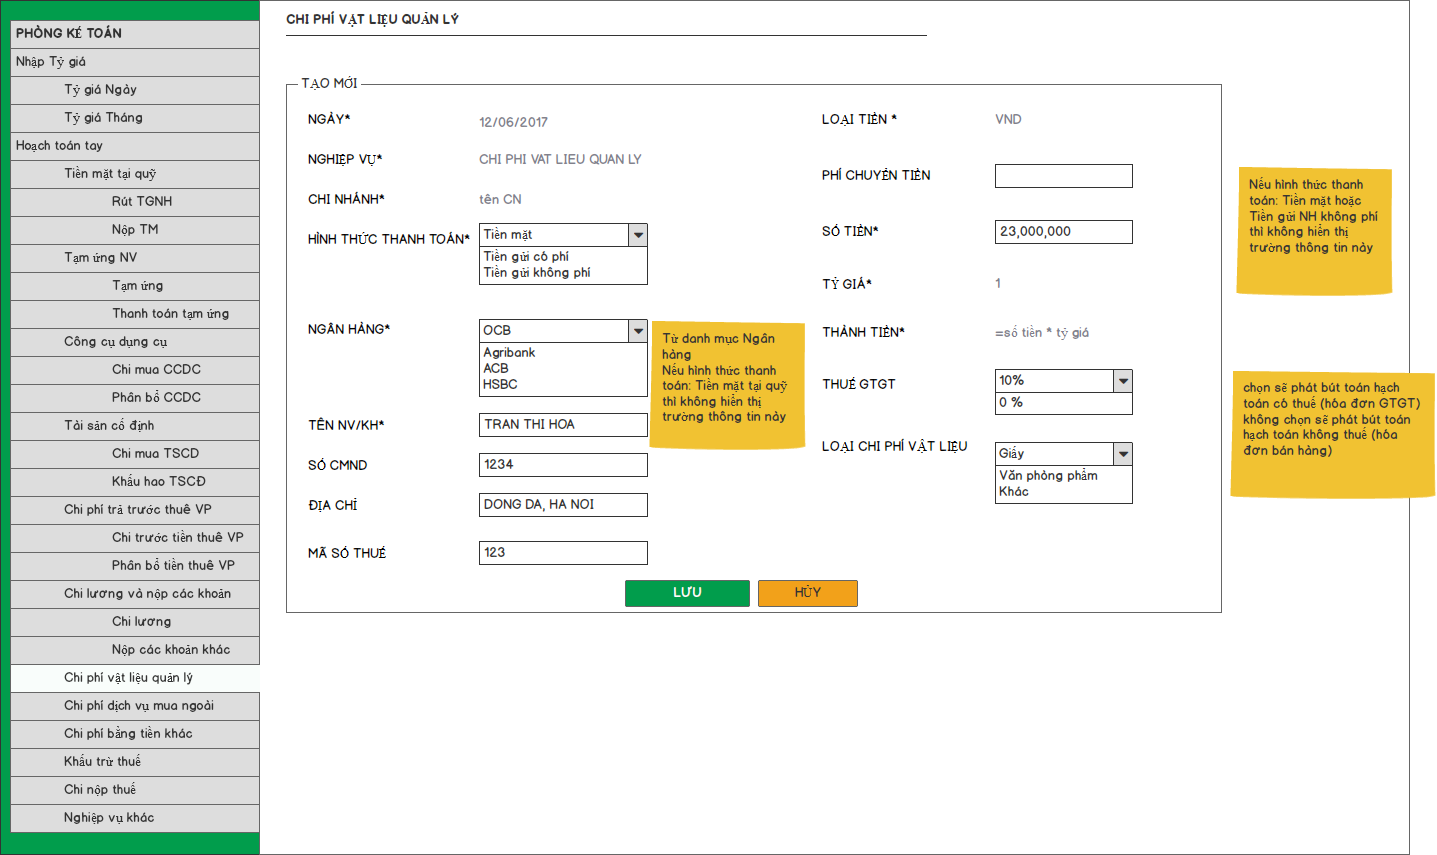 PHÒNG KẾ TOÁN
Nhập Tỷ giá
Tỷ giá Ngày
Tỷ giá Tháng
Hoạch toán tay
Tiền mặt tại quỹ
Rút TGNH
Nộp TM
Tạm ứng NV
Tạm ứng
Thanh toán tạm ứng
Công cụ dụng cụ
Chi mua CCDC
Phân bổ CCDC
Tài sản cố định
Chi mua TSCD
Khấu hao TSCĐ
Chi phí trả trước thuê VP
Chi trước tiền thuê VP
Phân bổ tiền thuê VP
Chi lương và nộp các khoản
Chi lương
Nộp các khoản khác
Chi phí vật liệu quản lý
Chi phí dịch vụ mua ngoài
Chi phí bằng tiền khác
Khấu trừ thuế
Chi nộp thuế
Nghiệp vụ khác
CHI PHÍ VẬT LIỆU QUẢN LÝ
TẠO MỚI
NGÀY*
12/06/2017
NGHIỆP VỤ*
CHI PHI VAT LIEU QUAN LY
CHI NHÁNH*
tên CN
HÌNH THỨC THANH TOÁN*
Tiền mặt
Tiền gửi có phí
Tiền gửi không phí
NGÂN HÀNG*
OCB
Agribank
ACB
HSBC
Từ danh mục Ngân
hàng
Nếu hình thức thanh
toán: Tiền mặt tại quỹ
thì không hiển thị
trường thông tin này
TÊN NV/KH*
TRAN THI HOA
SỐ CMND
1234
ĐỊA CHỈ
DONG DA, HA NOI
MÃ SỐ THUẾ
123
LOẠI TIỀN *
VND
PHÍ CHUYỂN TIỀN
SỐ TIỀN*
23,000,000
TỶ GIÁ*
1
THÀNH TIỀN*
=số tiền * tỷ giá
THUẾ GTGT
10%
0 %
LOẠI CHI PHÍ VẬT LIỆU
Giấy
Văn phòng phẩm
Khác
LƯU
HỦY
Nếu hình thức thanh
toán: Tiền mặt hoặc
Tiền gửi NH không phí
thì không hiển thị
trường thông tin này
chọn sẽ phát bút toán hạch
toán có thuế (hóa đơn GTGT)
không chọn sẽ phát bút toán
hạch toán không thuế (hóa
đơn bán hàng)